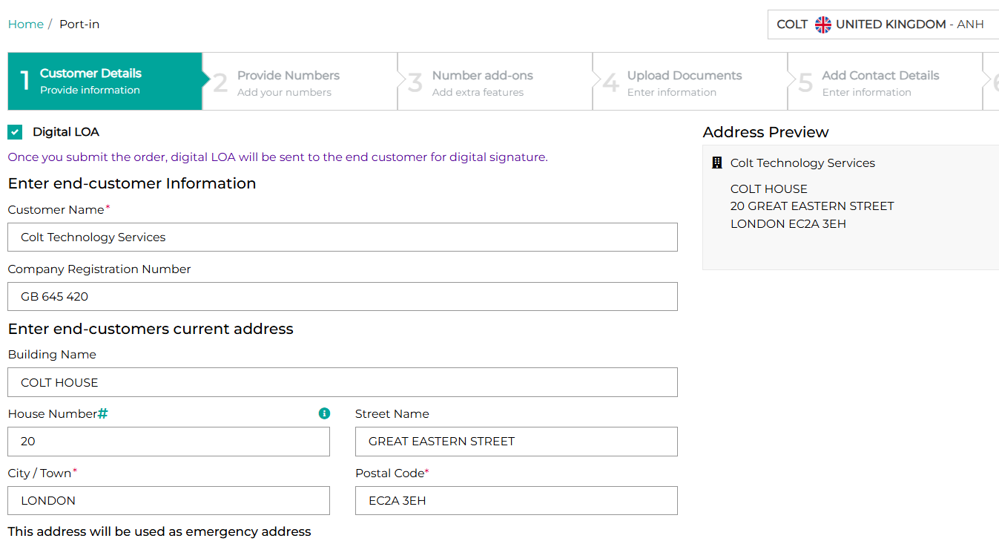 Home / Port-in
COLT UNITED KINGDOM - ANH
1 Customer Details
Provide information
2 Provide Numbers
Add your numbers
3 Number add-ons
Add extra features
4 Upload Documents
Enter information
5 Add Contact Details
Enter information
Digital LOA
Once you submit the order, digital LOA will be sent to the end customer for digital signature.
Enter end-customer Information
Customer Name*
Colt Technology Services
Company Registration Number
GB 645 420
Enter end-customers current address
Building Name
COLT HOUSE
House Number#
20
Street Name
GREAT EASTERN STREET
City / Town*
LONDON
Postal Code*
EC2A 3EH
This address will be used as emergency address
Address Preview
Colt Technology Services
COLT HOUSE
20 GREAT EASTERN STREET
LONDON EC2A 3EH